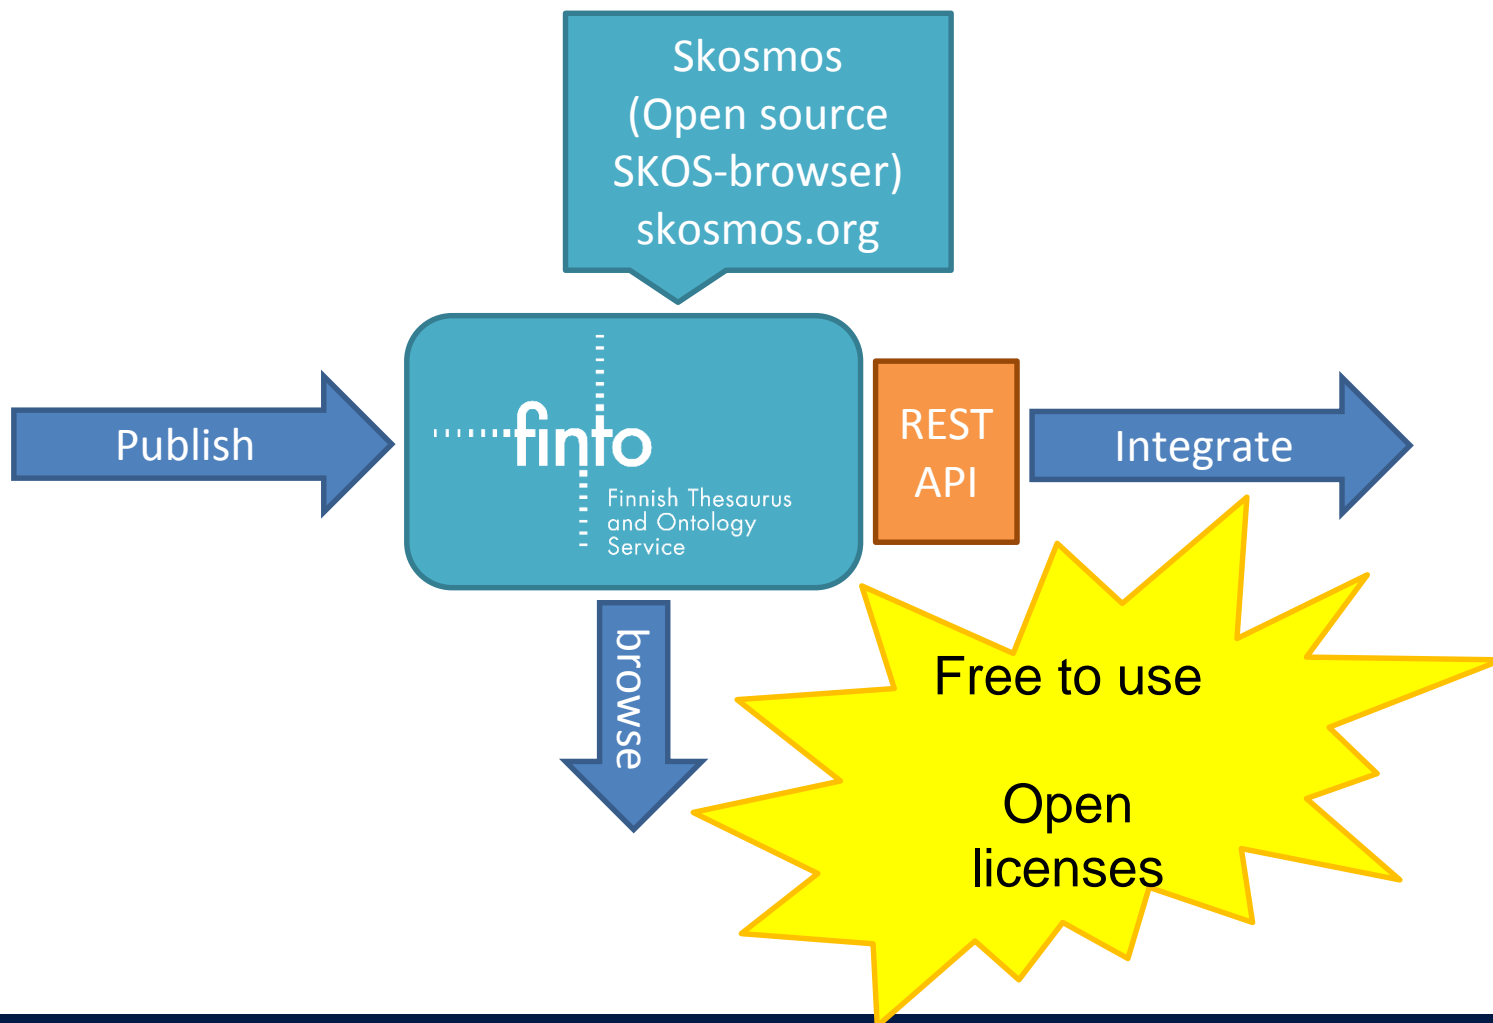 Skosmos
(Open source
SKOS-browser)
skosmos.org
Publish
finto
Finnish Thesaurus
and Ontology
Service
REST
API
Integrate
browse
Free to use
Open
licenses